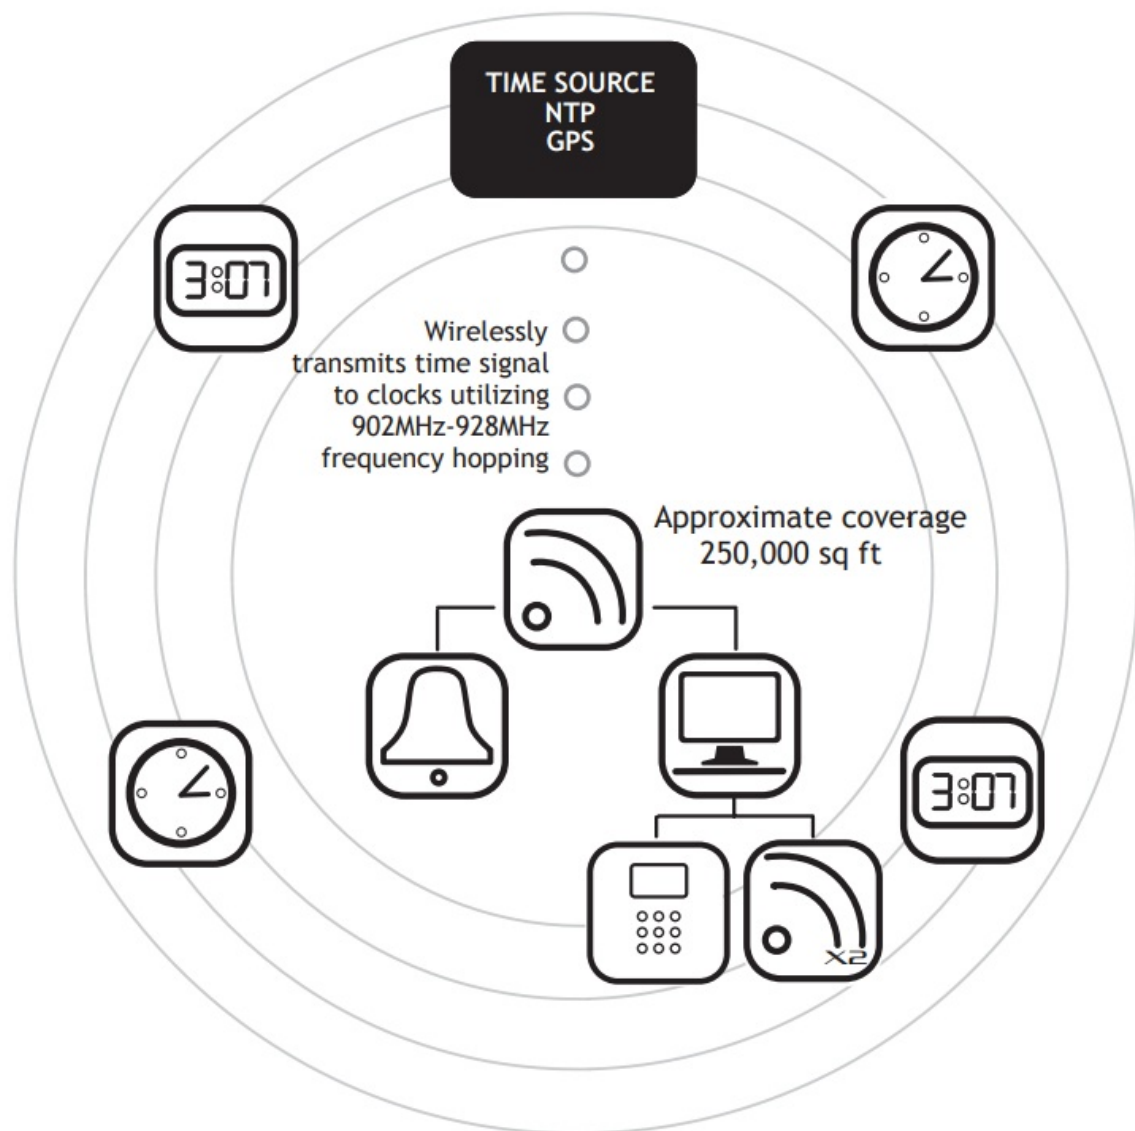 TIME SOURCE
NTP
GPS
3:07
Wirelessly
transmits time signal
to clocks utilizing
902MHz-928MHz
frequency hopping
Approximate coverage
250,000 sq ft
3:07
X2